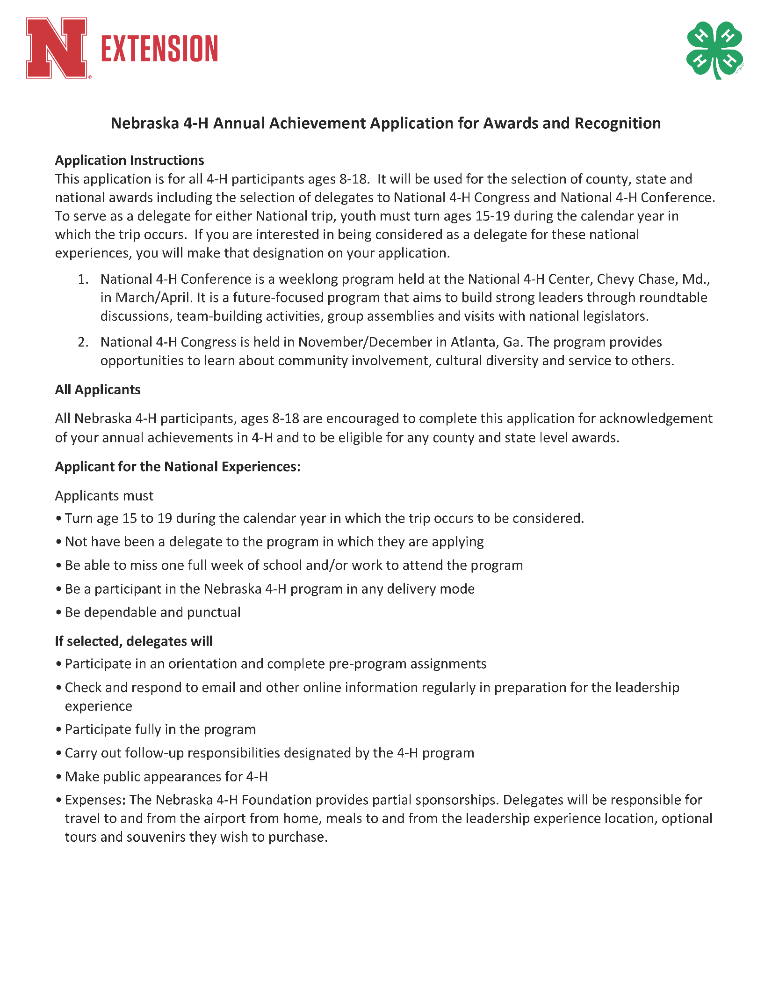 N®
EXTENSION
H H
H H
Nebraska 4-H Annual Achievement Application for Awards and Recognition
Application Instructions
This application is for all 4-H participants ages 8-18.  It will be used for the selection of county, state and
national awards including the selection of delegates to National 4-H Congress and National 4-H Conference.
To serve as a delegate for either National trip, youth must turn ages 15-19 during the calendar year in
which the trip occurs.  If you are interested in being considered as a delegate for these national
experiences, you will make that designation on your application.
1. National 4-H Conference is a weeklong program held at the National 4-H Center, Chevy Chase, Md.,
in March/April. It is a future-focused program that aims to build strong leaders through roundtable
discussions, team-building activities, group assemblies and visits with national legislators.
2. National 4-H Congress is held in November/December in Atlanta, Ga. The program provides
opportunities to learn about community involvement, cultural diversity and service to others.
All Applicants
All Nebraska 4-H participants, ages 8-18 are encouraged to complete this application for acknowledgement
of your annual achievements in 4-H and to be eligible for any county and state level awards.
Applicant for the National Experiences:
Applicants must
• Turn age 15 to 19 during the calendar year in which the trip occurs to be considered.
• Not have been a delegate to the program in which they are applying
• Be able to miss one full week of school and/or work to attend the program
• Be a participant in the Nebraska 4-H program in any delivery mode
• Be dependable and punctual
If selected, delegates will
• Participate in an orientation and complete pre-program assignments
• Check and respond to email and other online information regularly in preparation for the leadership
experience
• Participate fully in the program
• Carry out follow-up responsibilities designated by the 4-H program
• Make public appearances for 4-H
• Expenses: The Nebraska 4-H Foundation provides partial sponsorships. Delegates will be responsible for
travel to and from the airport from home, meals to and from the leadership experience location, optional
tours and souvenirs they wish to purchase.